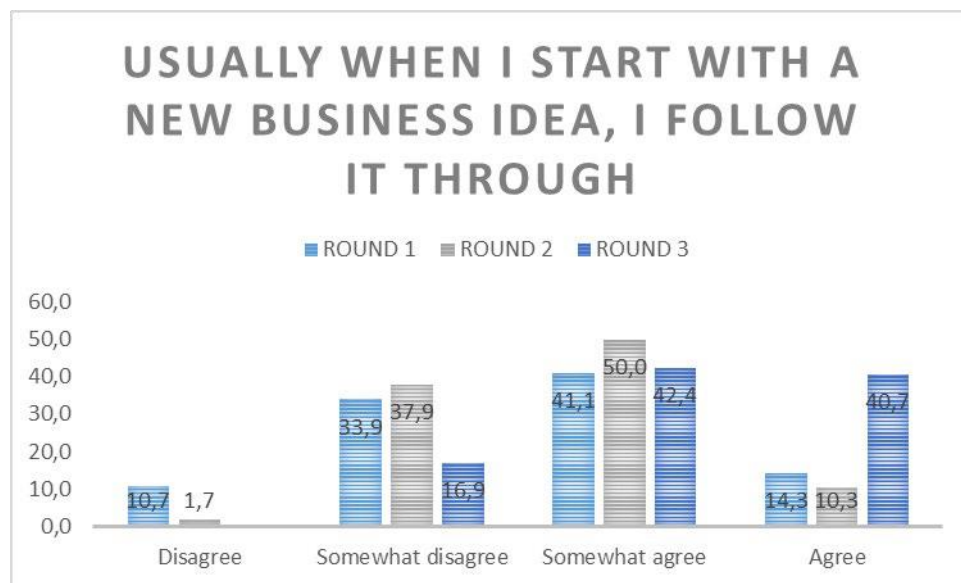 USUALLY WHEN I START WITH A
NEW BUSINESS IDEA, I FOLLOW
IT THROUGH
ROUND 1 ROUND 2 ROUND 3
60,0
50,0
40,0
30,0
20,0
10,0
0,0
10,7 1,7
33,9 37,9 16,9
41,1 50,0 42,4
14,3 10,3 40,7
Disagree Somewhat disagree Somewhat agree Agree